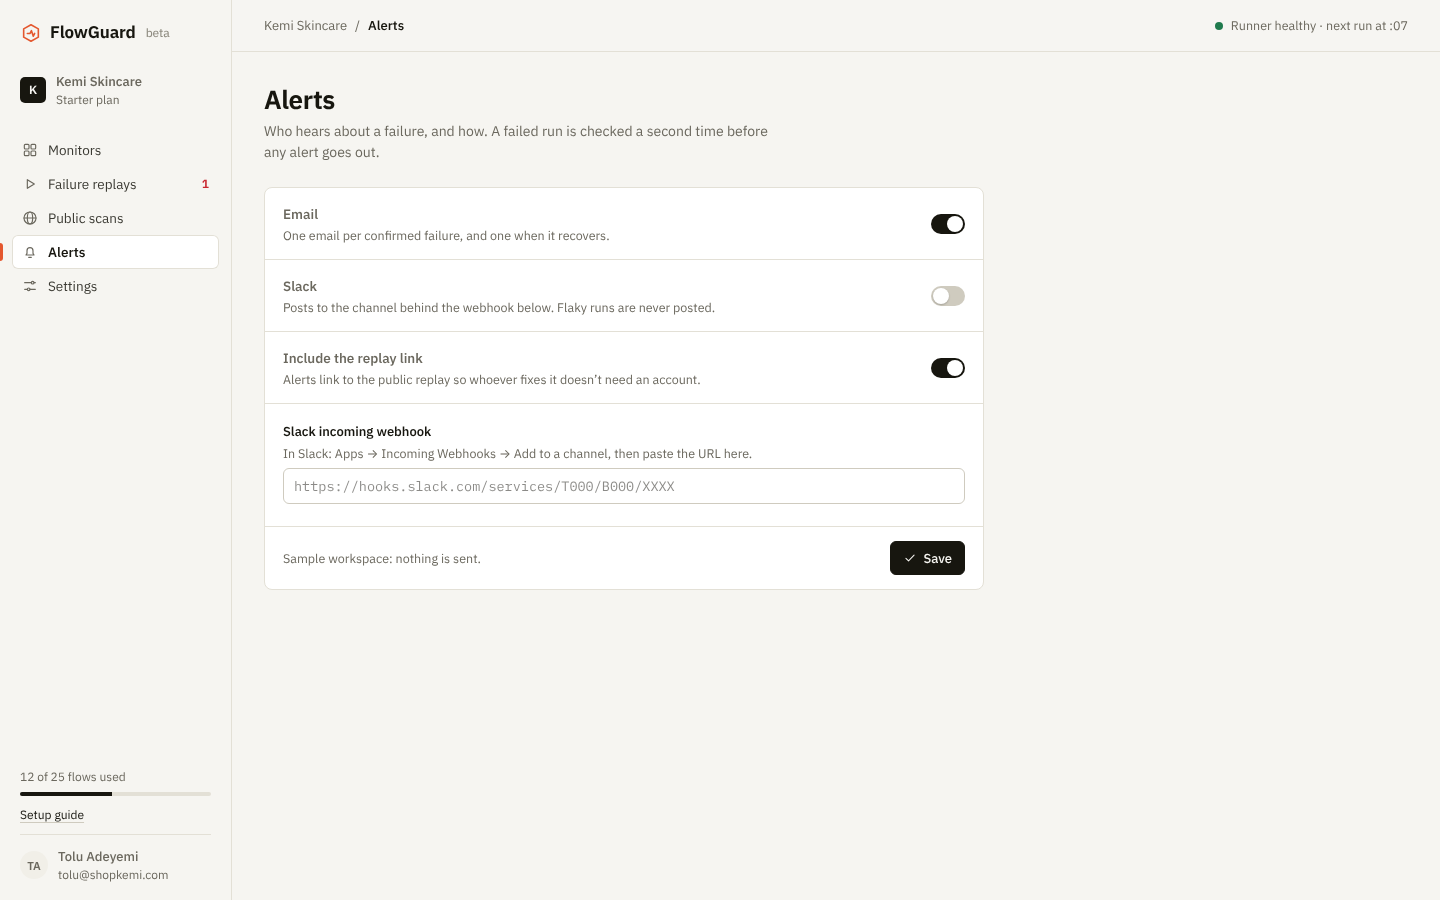 FlowGuard beta
K
Kemi Skincare
Starter plan
Monitors
Failure replays 1
Public scans
Alerts
Settings
12 of 25 flows used
Setup guide
TA
Tolu Adeyemi
tolu@shopkemi.com
Kemi Skincare / Alerts
Runner healthy · next run at :07
Alerts
Who hears about a failure, and how. A failed run is checked a second time before
any alert goes out.
Email
One email per confirmed failure, and one when it recovers.
Slack
Posts to the channel behind the webhook below. Flaky runs are never posted.
Include the replay link
Alerts link to the public replay so whoever fixes it doesn’t need an account.
Slack incoming webhook
In Slack: Apps → Incoming Webhooks → Add to a channel, then paste the URL here.
https://hooks.slack.com/services/T000/B000/XXXX
Sample workspace: nothing is sent.
Save